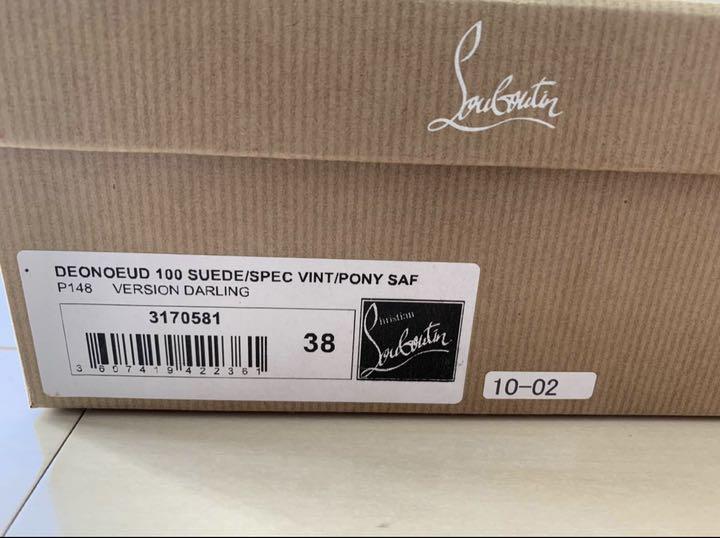 Louboutin
DEONOEUD 100 SUEDE/SPEC VINT/PONY SAF
P148 VERSION DARLING
3170581
38
3 607419 422361
Christian
Louboutin
10-02